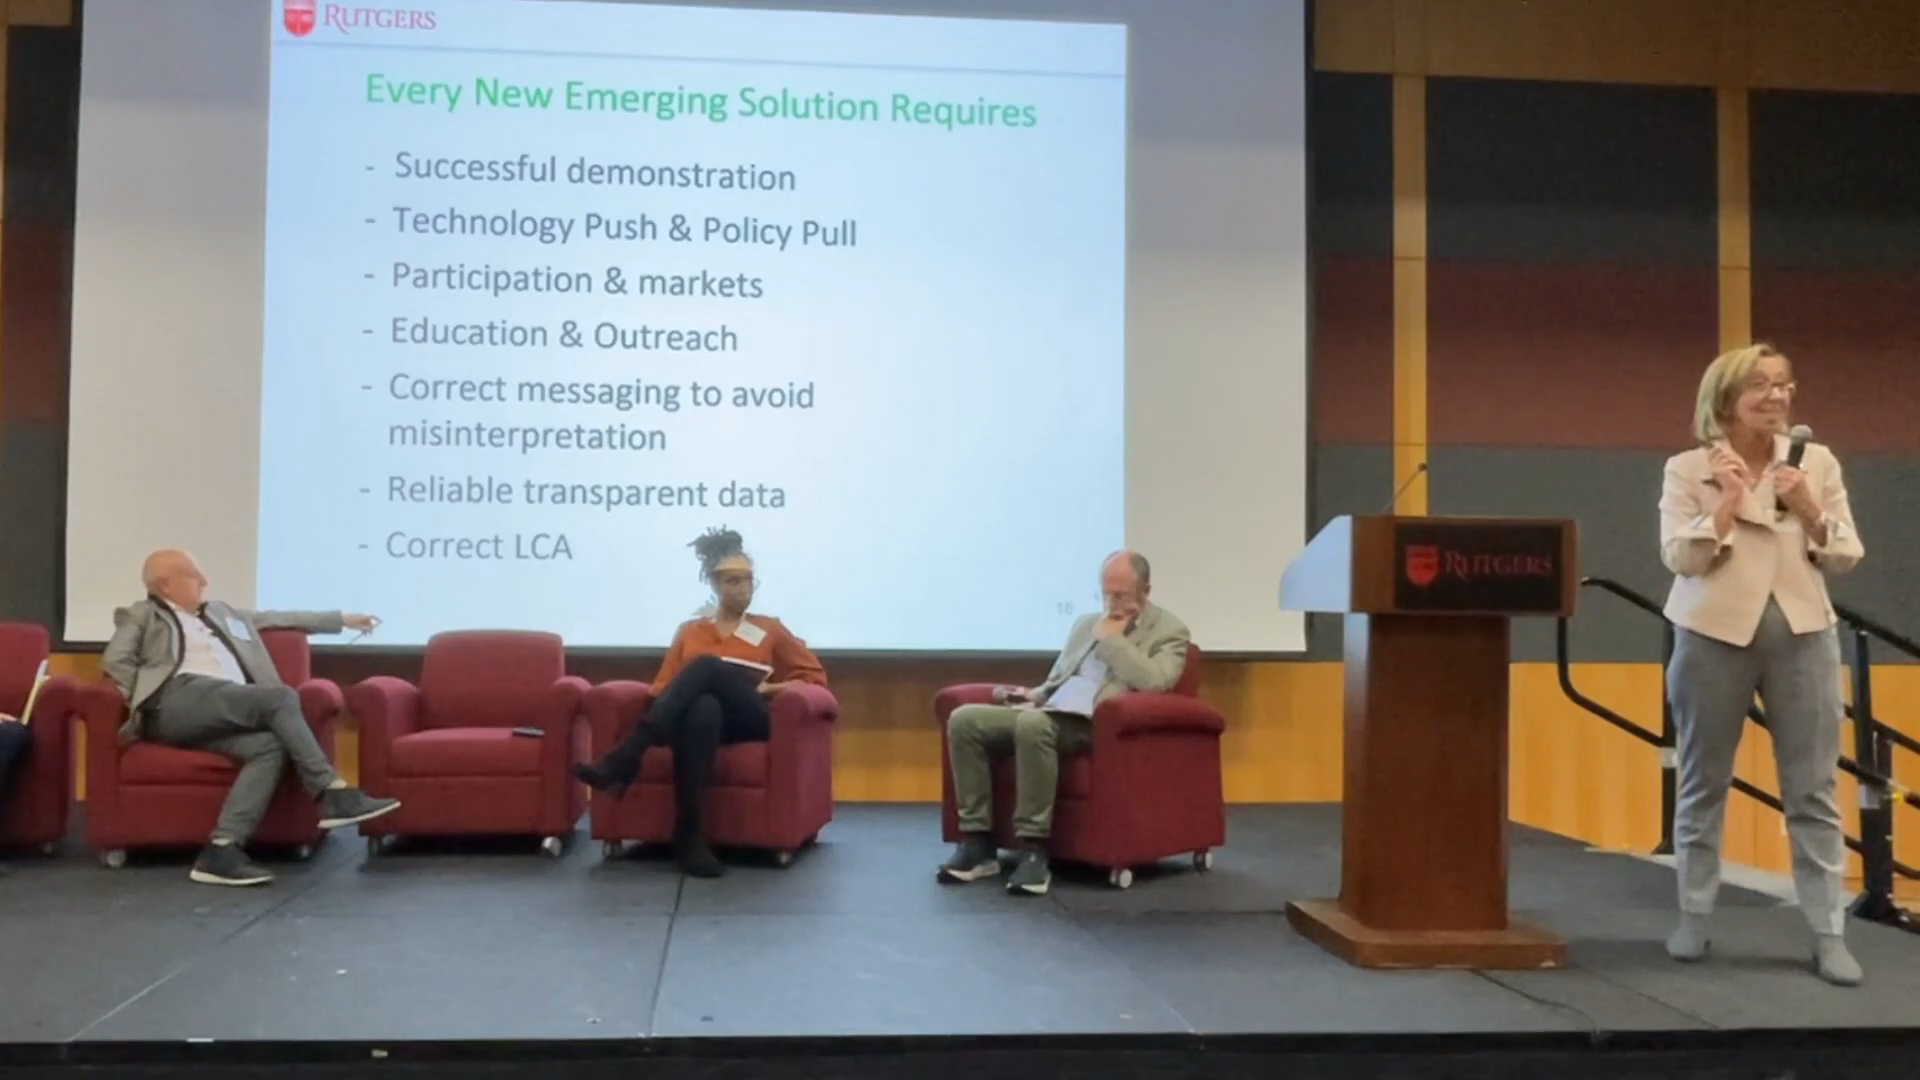 RUTGERS
Every New Emerging Solution Requires
- Successful demonstration
- Technology Push & Policy Pull
- Participation & markets
- Education & Outreach
- Correct messaging to avoid
misinterpretation
- Reliable transparent data
- Correct LCA
RUTGERS